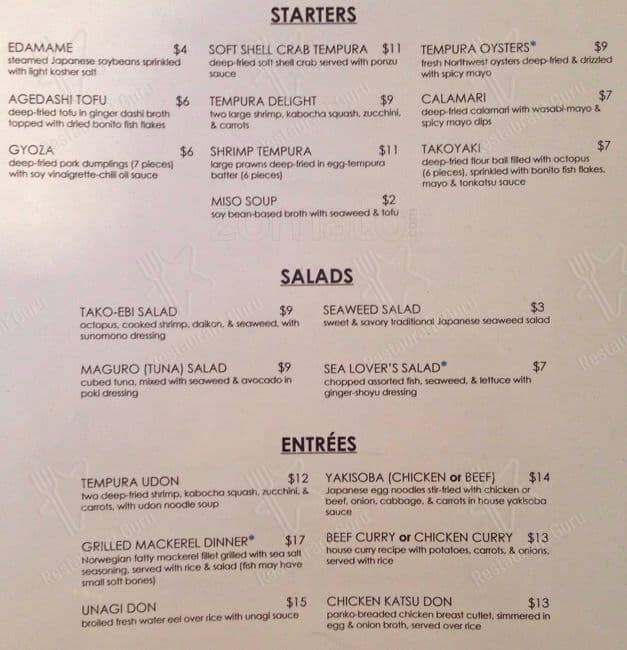 STARTERS
EDAMAME $4
steamed Japanese soybeans sprinkled
with light kosher salt
AGEDASHI TOFU $6
deep-fried tofu in ginger dashi broth
topped with dried bonito fish flakes
GYOZA $6
deep-fried pork dumplings (7 pieces)
with soy vinaigrette-chili oil sauce
SOFT SHELL CRAB TEMPURA $11
deep-fried soft shell crab served with ponzu
sauce
TEMPURA DELIGHT $9
two large shrimp, kabocha squash, zucchini,
& carrots
SHRIMP TEMPURA $11
large prawns deep-fried in egg-tempura
batter (6 pieces)
MISO SOUP $2
soy bean-based broth with seaweed & tofu
TEMPURA OYSTERS* $9
fresh Northwest oysters deep-fried & drizzled
with spicy mayo
CALAMARI $7
deep-fried calamari with wasabi-mayo &
spicy mayo dips
TAKOYAKI $7
deep-fried flour ball filled with octopus
(6 pieces), sprinkled with bonito fish flakes,
mayo & tonkatsu sauce
zomato.com
SALADS
TAKO-EBI SALAD $9
octopus, cooked shrimp, daikon, & seaweed, with
sunomono dressing
MAGURO (TUNA) SALAD $9
cubed tuna, mixed with seaweed & avocado in
poki dressing
SEAWEED SALAD $3
sweet & savory traditional Japanese seaweed salad
SEA LOVER'S SALAD* $7
chopped assorted fish, seaweed, & lettuce with
ginger-shoyu dressing
ENTRÉES
TEMPURA UDON $12
two deep-fried shrimp, kabocha squash, zucchini, &
carrots, with udon noodle soup
GRILLED MACKEREL DINNER* $17
Norwegian fatty mackerel fillet grilled with sea salt
seasoning, served with rice & salad (fish may have
small soft bones)
UNAGI DON $15
broiled fresh water eel over rice with unagi sauce
YAKISOBA (CHICKEN or BEEF) $14
Japanese egg noodles stir-fried with chicken or
beef, onion, cabbage, & carrots in house yakisoba
sauce
BEEF CURRY or CHICKEN CURRY $13
house curry recipe with potatoes, carrots, & onions,
served with rice
CHICKEN KATSU DON $13
panko-breaded chicken breast cutlet, simmered in
egg & onion broth, served over rice